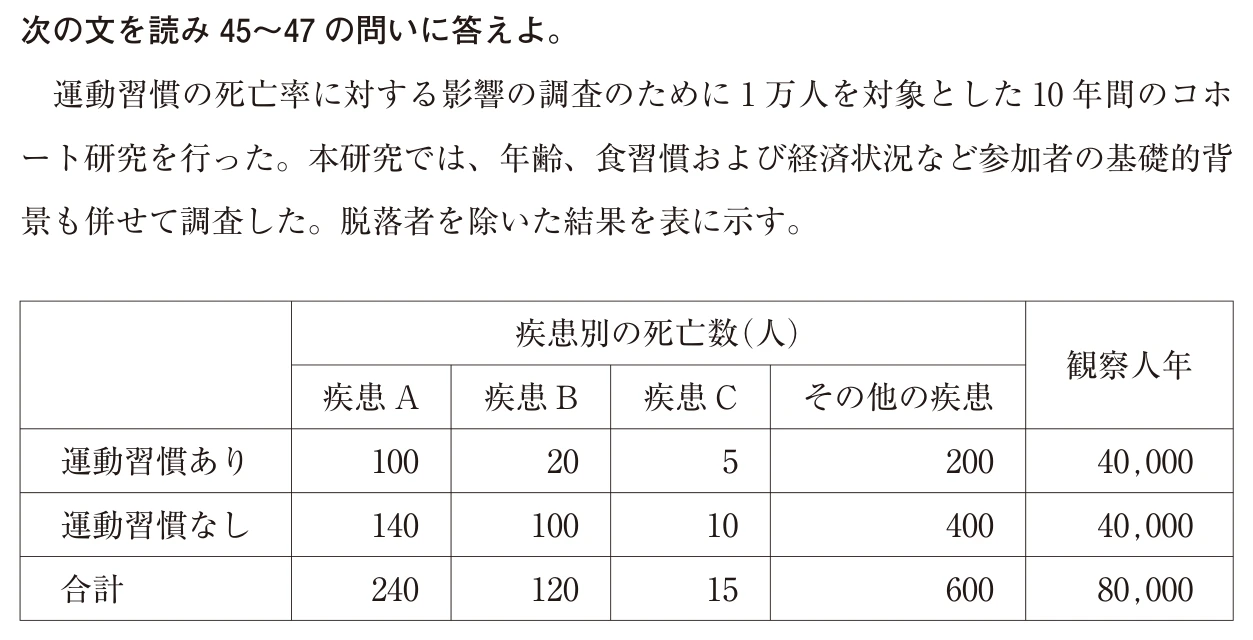 次の文を読み 45〜47 の問いに答えよ。
運動習慣の死亡率に対する影響の調査のために 1 万人を対象とした 10 年間のコホ
ート研究を行った。本研究では、年齢、食習慣および経済状況など参加者の基礎的背
景も併せて調査した。脱落者を除いた結果を表に示す。
疾患別の死亡数(人) 観察人年
疾患 A 疾患 B 疾患 C その他の疾患
運動習慣あり 100 20 5 200 40,000
運動習慣なし 140 100 10 400 40,000
合計 240 120 15 600 80,000